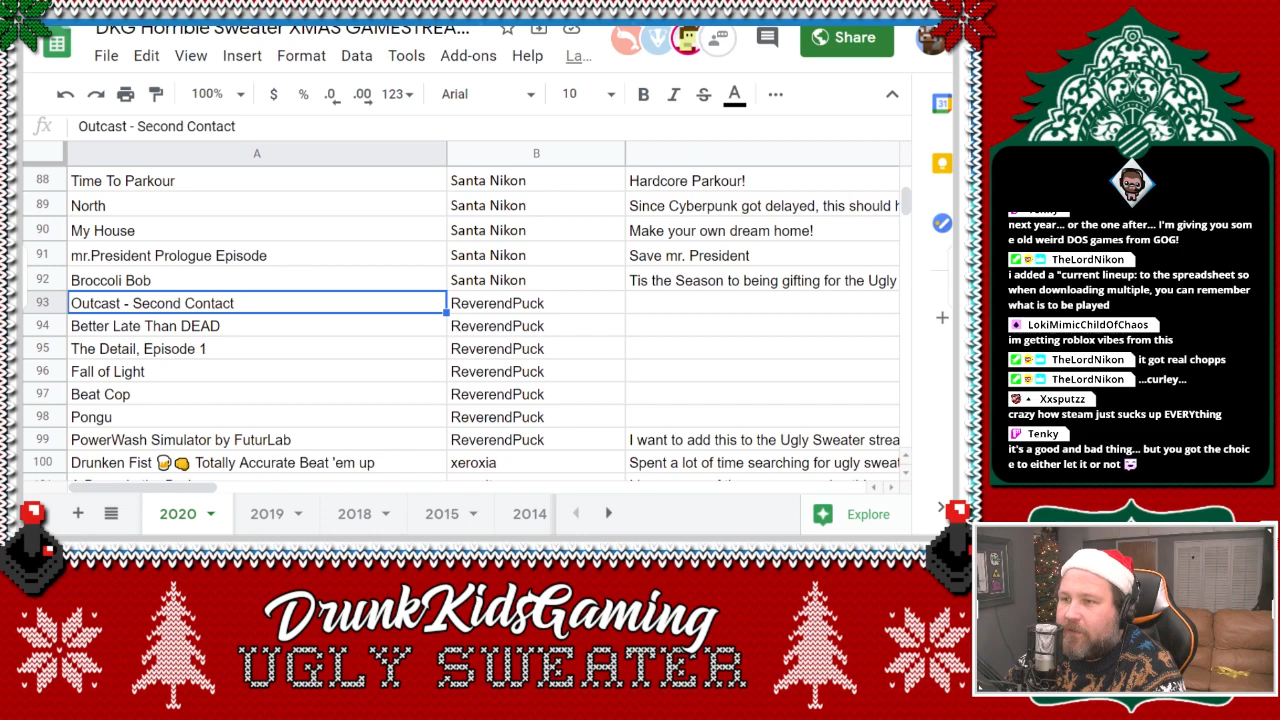 DKG Horrible Sweater XMAS GAMESTREA...
Share
File Edit View Insert Format Data Tools Add-ons Help La...
100% $ % .0 .00 123 Arial 10 B I S A ...
fx Outcast - Second Contact
A B
88 Time To Parkour Santa Nikon Hardcore Parkour!
89 North Santa Nikon Since Cyberpunk got delayed, this should
90 My House Santa Nikon Make your own dream home!
91 mr.President Prologue Episode Santa Nikon Save mr. President
92 Broccoli Bob Santa Nikon Tis the Season to being gifting for the Ugly
93 Outcast - Second Contact ReverendPuck
94 Better Late Than DEAD ReverendPuck
95 The Detail, Episode 1 ReverendPuck
96 Fall of Light ReverendPuck
97 Beat Cop ReverendPuck
98 Pongu ReverendPuck
99 PowerWash Simulator by FuturLab ReverendPuck I want to add this to the Ugly Sweater strea
100 Drunken Fist 🍺👊 Totally Accurate Beat 'em up xeroxia Spent a lot of time searching for ugly sweat
2020 2019 2018 2015 2014
Explore
31
Tenky
next year... or the one after... I'm giving you som
e old weird DOS games from GOG!
TheLordNikon
i added a "current lineup: to the spreadsheet so
when downloading multiple, you can remember
what is to be played
LokiMimicChildOfChaos
im getting roblox vibes from this
TheLordNikon it got real chopps
TheLordNikon ...curley...
Xxsputzz
crazy how steam just sucks up EVERYthing
Tenky
it's a good and bad thing... but you got the choic
e to either let it or not
DrunkKidsGaming
UGLY SWEATER